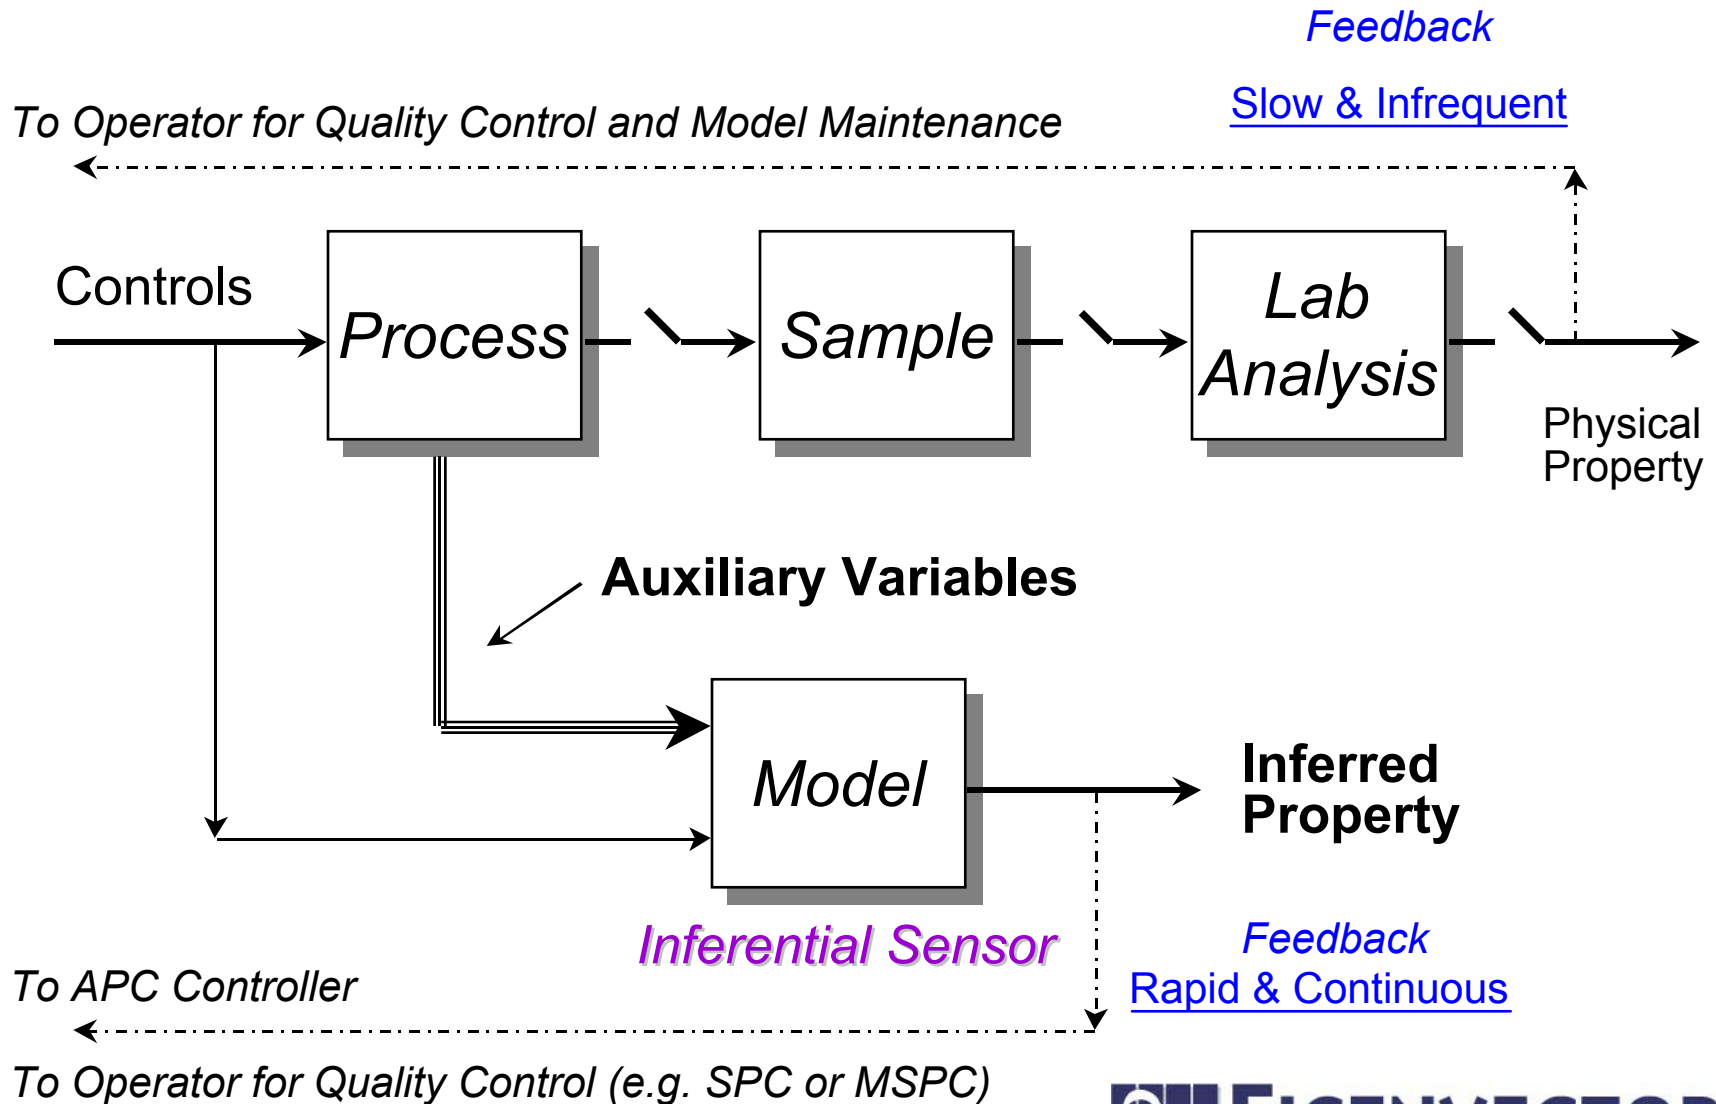 Feedback
Slow & Infrequent
To Operator for Quality Control and Model Maintenance
Controls
Process
Sample
Lab
Analysis
Physical
Property
Auxiliary Variables
Model
Inferred
Property
Inferential Sensor
Feedback
Rapid & Continuous
To APC Controller
To Operator for Quality Control (e.g. SPC or MSPC)
EIGENVECTOR